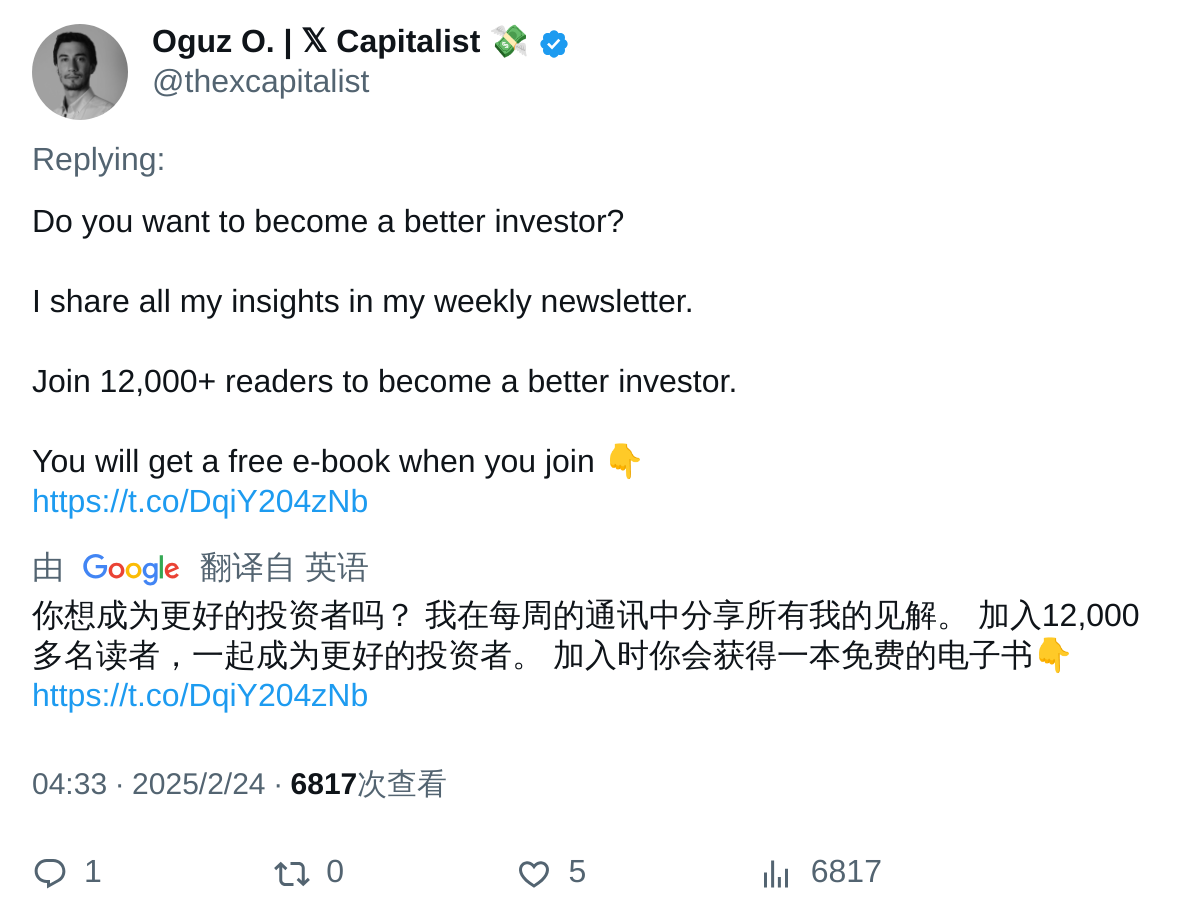 Oguz O. | 𝕏 Capitalist 💸
@thexcapitalist
Replying:
Do you want to become a better investor?
I share all my insights in my weekly newsletter.
Join 12,000+ readers to become a better investor.
You will get a free e-book when you join 👇
https://t.co/DqiY204zNb
由 Google 翻译自 英语
你想成为更好的投资者吗？ 我在每周的通讯中分享所有我的见解。 加入12,000
多名读者，一起成为更好的投资者。 加入时你会获得一本免费的电子书👇
https://t.co/DqiY204zNb
04:33 · 2025/2/24 · 6817次查看
1 0 5 6817